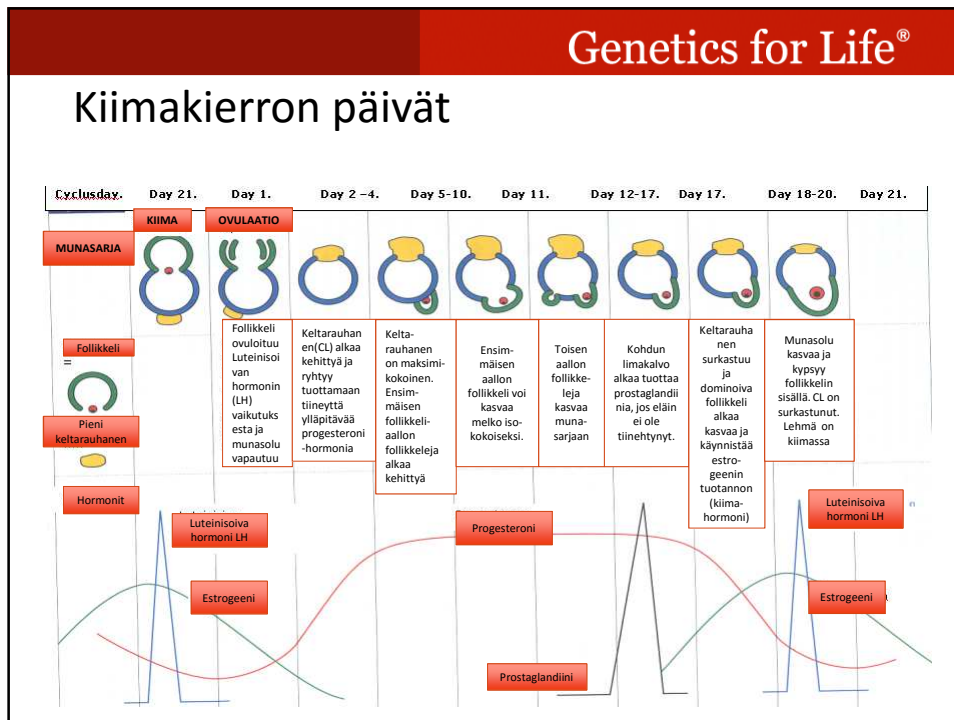 Genetics for Life®
Kiimakierron päivät
Cyclusday. Day 21. Day 1. Day 2 –4. Day 5-10. Day 11. Day 12-17. Day 17. Day 18-20. Day 21.
KIIMA
OVULAATIO
MUNASARJA
Follikkeli
=
Pieni
keltarauhanen
Follikkeli
ovuloituu
Luteinisoi
van
hormonin
(LH)
vaikutuks
esta ja
munasolu
vapautuu
Keltarauhan
en(CL) alkaa
kehittyä ja
ryhtyy
tuottamaan
tiineyttä
ylläpitävää
progesteroni
-hormonia
Kelta-
rauhanen
on maksimi-
kokoinen.
Ensim-
mäisen
follikkeli-
aallon
follikkeleja
alkaa
kehittyä
Ensim-
mäisen
aallon
follikkeli voi
kasvaa
melko iso-
kokoiseksi.
Toisen
aallon
follikke-
leja
kasvaa
muna-
sarjaan
Kohdun
limakalvo
alkaa tuottaa
prostaglandii
nia, jos eläin
ei ole
tiinehtynyt.
Keltarauha
nen
surkastuu
ja
dominoiva
follikkeli
alkaa
kasvaa ja
käynnistää
estro-
geenin
tuotannon
(kiima-
hormoni)
Munasolu
kasvaa ja
kypsyy
follikkelin
sisällä. CL on
surkastunut.
Lehmä on
kiimassa
Hormonit
Luteinisoiva
hormoni LH
Estrogeeni
Progesteroni
Prostaglandiini
Luteinisoiva
hormoni LH
Estrogeeni